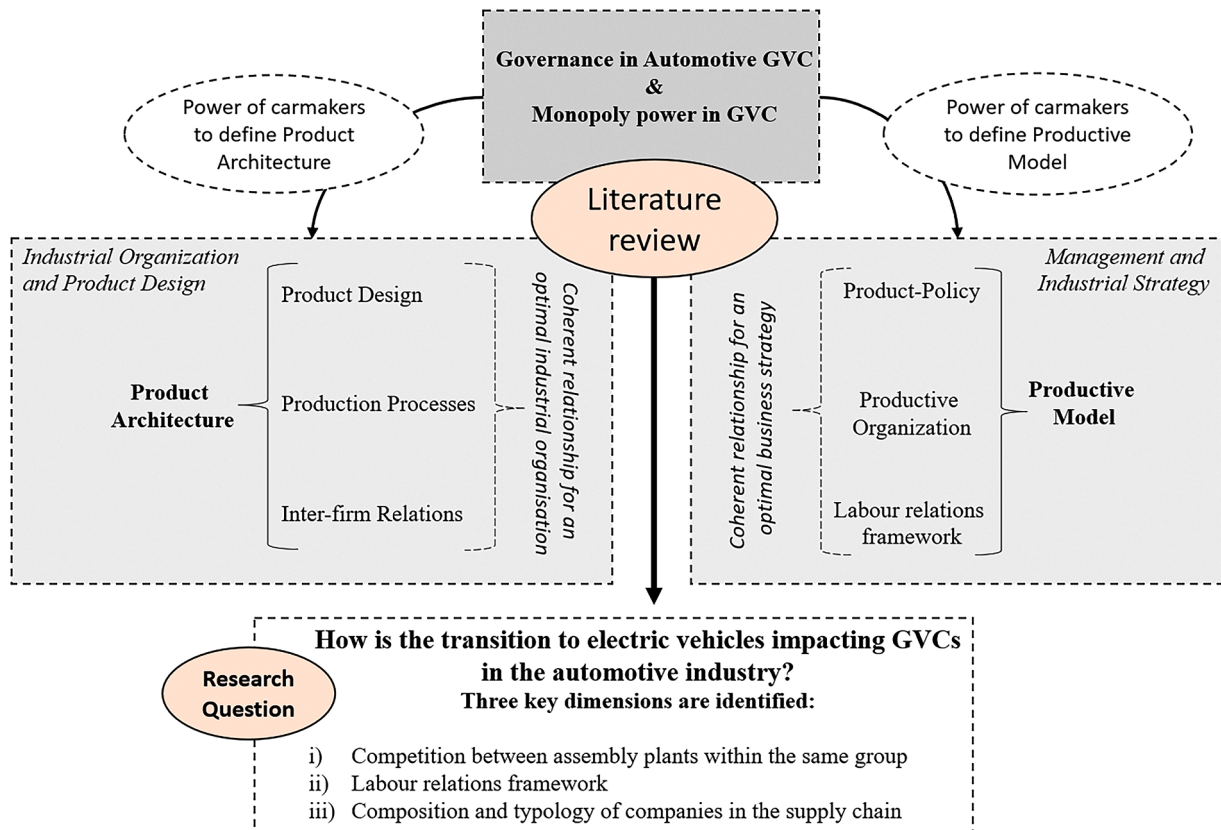 Governance in Automotive GVC
&
Monopoly power in GVC
Power of carmakers
to define Product
Architecture
Power of carmakers
to define Productive
Model
Literature
review
Industrial Organization
and Product Design
Product
Architecture
Product Design
Production Processes
Inter-firm Relations
Coherent relationship for an
optimal industrial organisation
Management and
Industrial Strategy
Coherent relationship for an
optimal business strategy
Product-Policy
Productive
Organization
Labour relations
framework
Productive
Model
Research
Question
How is the transition to electric vehicles impacting GVCs
in the automotive industry?
Three key dimensions are identified:
i) Competition between assembly plants within the same group
ii) Labour relations framework
iii) Composition and typology of companies in the supply chain